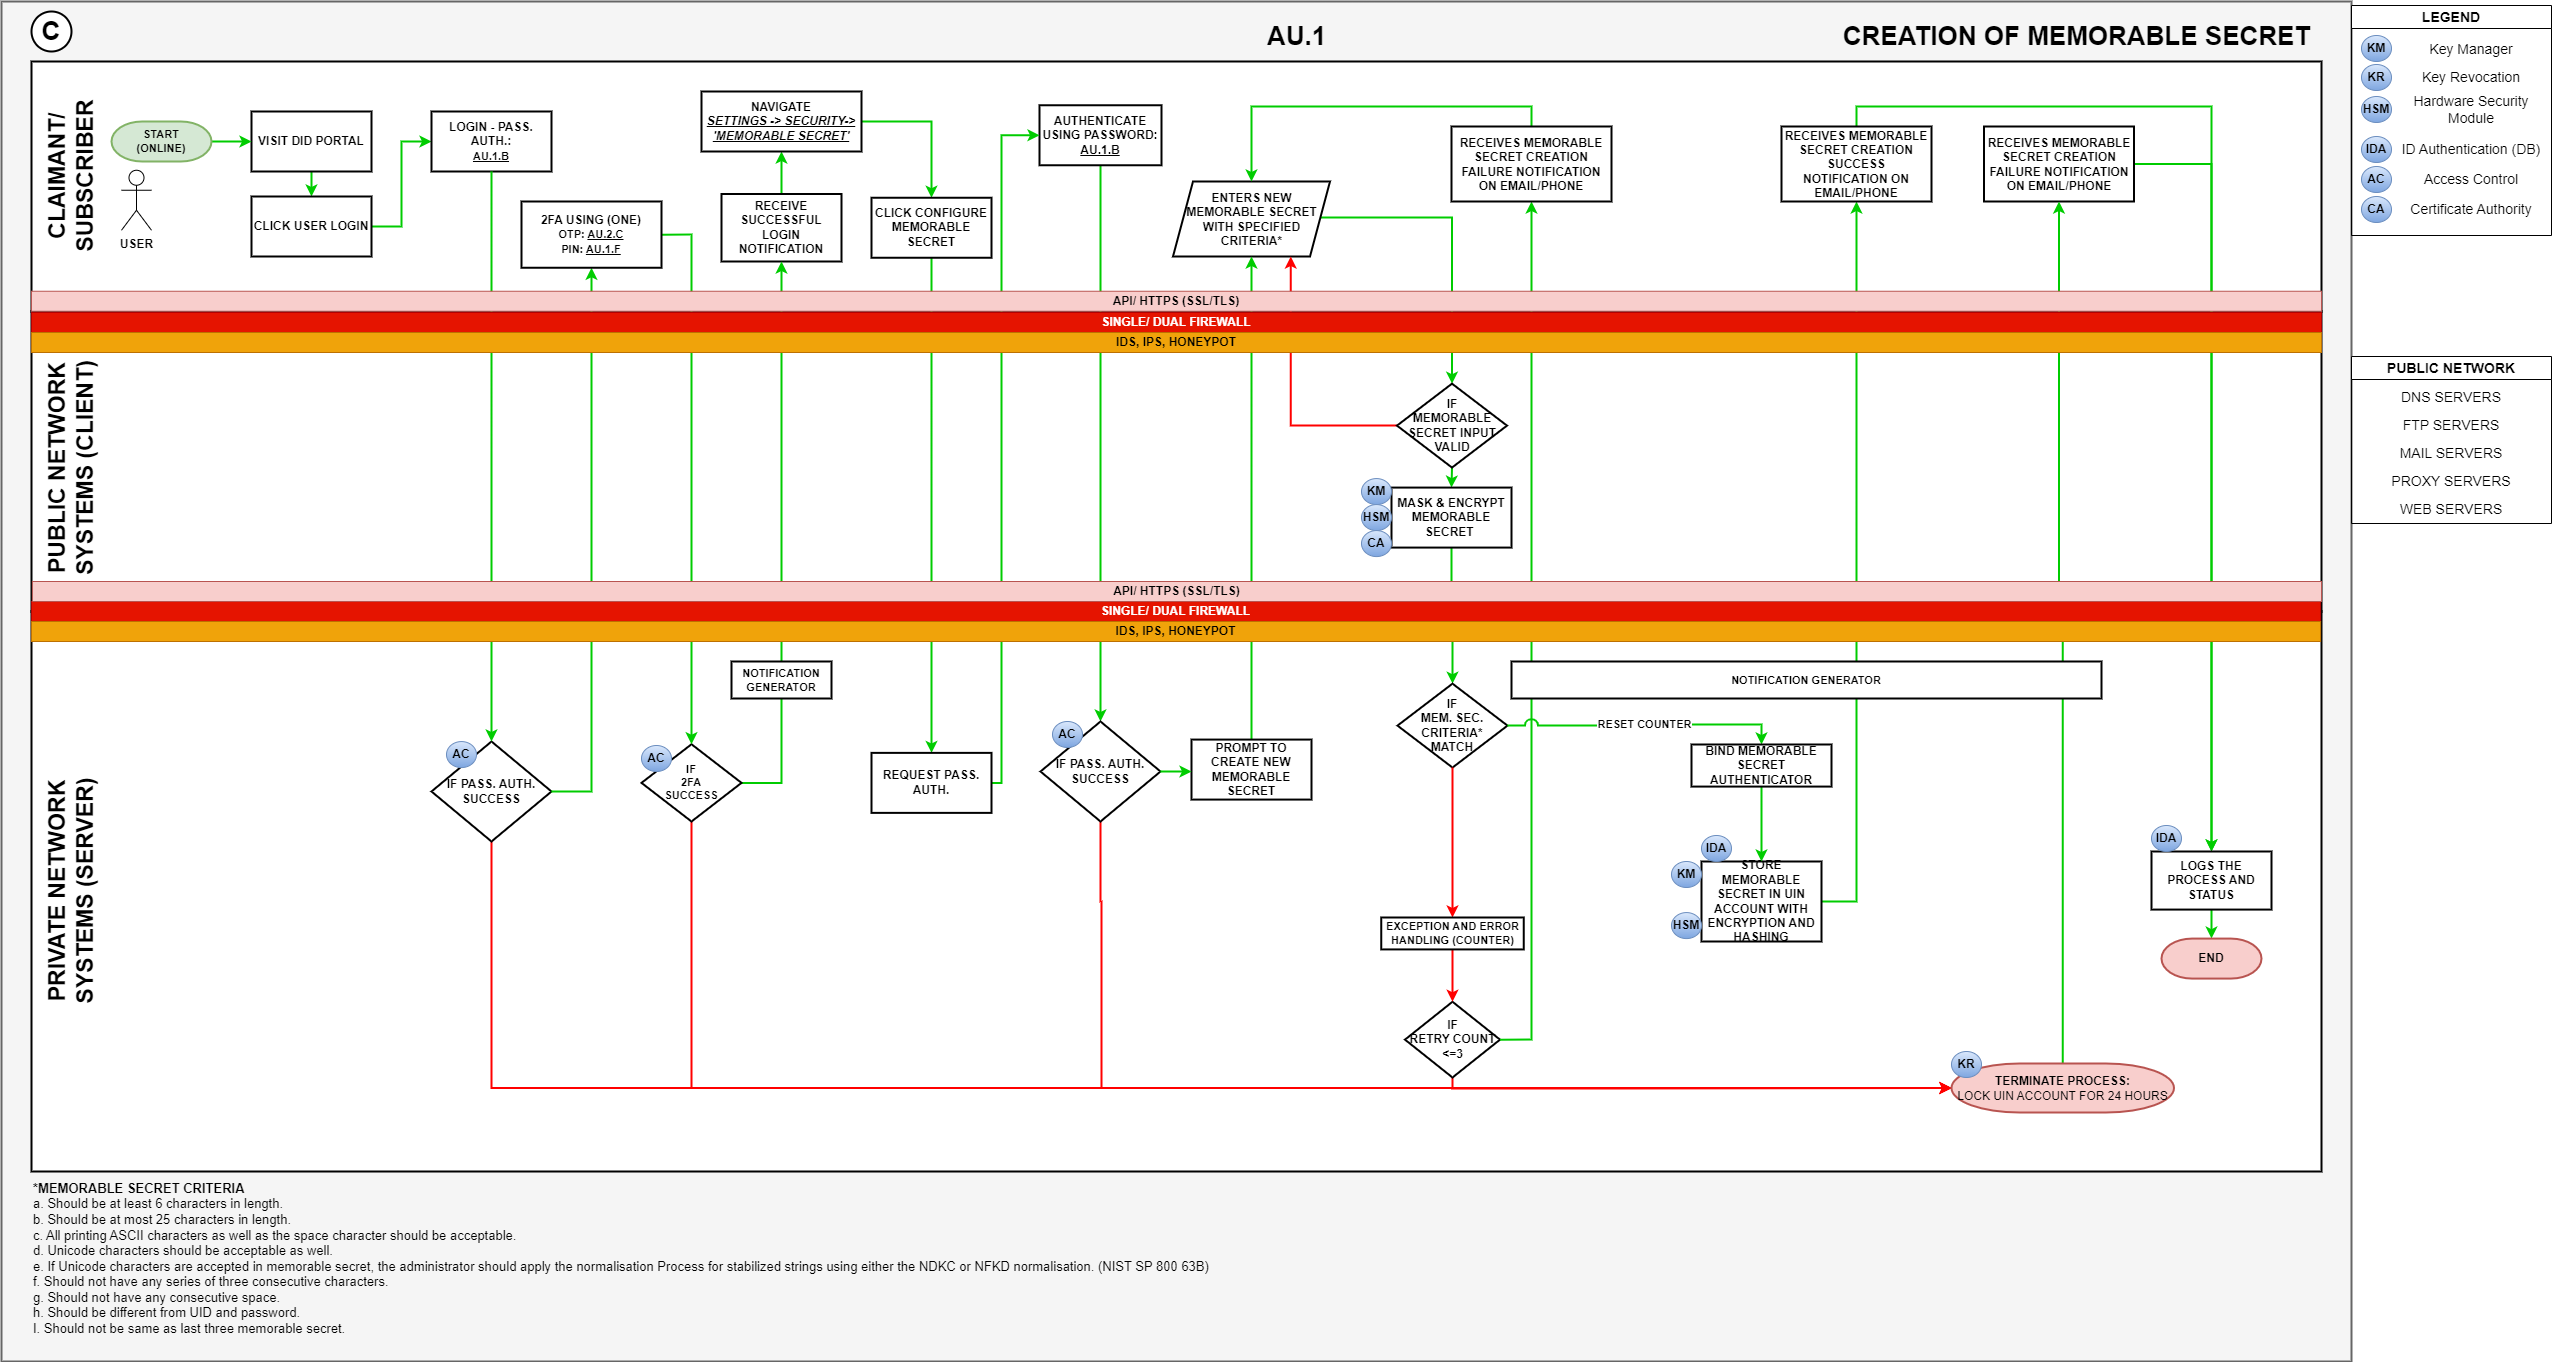 C
AU.1
CREATION OF MEMORABLE SECRET
CLAIMANT/
SUBSCRIBER
START
(ONLINE)
USER
VISIT DID PORTAL
CLICK USER LOGIN
LOGIN - PASS.
AUTH.:
AU.1.B
2FA USING (ONE)
OTP: AU.2.C
PIN: AU.1.F
NAVIGATE
SETTINGS -> SECURITY->
'MEMORABLE SECRET'
RECEIVE
SUCCESSFUL
LOGIN
NOTIFICATION
CLICK CONFIGURE
MEMORABLE
SECRET
AUTHENTICATE
USING PASSWORD:
AU.1.B
ENTERS NEW
MEMORABLE SECRET
WITH SPECIFIED
CRITERIA*
RECEIVES MEMORABLE
SECRET CREATION
FAILURE NOTIFICATION
ON EMAIL/PHONE
RECEIVES MEMORABLE
SECRET CREATION
SUCCESS
NOTIFICATION ON
EMAIL/PHONE
RECEIVES MEMORABLE
SECRET CREATION
FAILURE NOTIFICATION
ON EMAIL/PHONE
API/ HTTPS (SSL/TLS)
SINGLE/ DUAL FIREWALL
IDS, IPS, HONEYPOT
PUBLIC NETWORK
SYSTEMS (CLIENT)
IF
MEMORABLE
SECRET INPUT
VALID
KM
HSM
CA
MASK & ENCRYPT
MEMORABLE
SECRET
API/ HTTPS (SSL/TLS)
SINGLE/ DUAL FIREWALL
IDS, IPS, HONEYPOT
PRIVATE NETWORK
SYSTEMS (SERVER)
AC
IF PASS. AUTH.
SUCCESS
AC
IF
2FA
SUCCESS
NOTIFICATION
GENERATOR
REQUEST PASS.
AUTH.
AC
IF PASS. AUTH.
SUCCESS
PROMPT TO
CREATE NEW
MEMORABLE
SECRET
IF
MEM. SEC.
CRITERIA*
MATCH
NOTIFICATION GENERATOR
RESET COUNTER
BIND MEMORABLE
SECRET
AUTHENTICATOR
IDA
KM
HSM
STORE
MEMORABLE
SECRET IN UIN
ACCOUNT WITH
ENCRYPTION AND
HASHING
EXCEPTION AND ERROR
HANDLING (COUNTER)
IF
RETRY COUNT
<=3
IDA
LOGS THE
PROCESS AND
STATUS
END
KR
TERMINATE PROCESS:
LOCK UIN ACCOUNT FOR 24 HOURS
*MEMORABLE SECRET CRITERIA
a. Should be at least 6 characters in length.
b. Should be at most 25 characters in length.
c. All printing ASCII characters as well as the space character should be acceptable.
d. Unicode characters should be acceptable as well.
e. If Unicode characters are accepted in memorable secret, the administrator should apply the normalisation Process for stabilized strings using either the NDKC or NFKD normalisation. (NIST SP 800 63B)
f. Should not have any series of three consecutive characters.
g. Should not have any consecutive space.
h. Should be different from UID and password.
I. Should not be same as last three memorable secret.
LEGEND
KM Key Manager
KR Key Revocation
HSM Hardware Security
Module
IDA ID Authentication (DB)
AC Access Control
CA Certificate Authority
PUBLIC NETWORK
DNS SERVERS
FTP SERVERS
MAIL SERVERS
PROXY SERVERS
WEB SERVERS